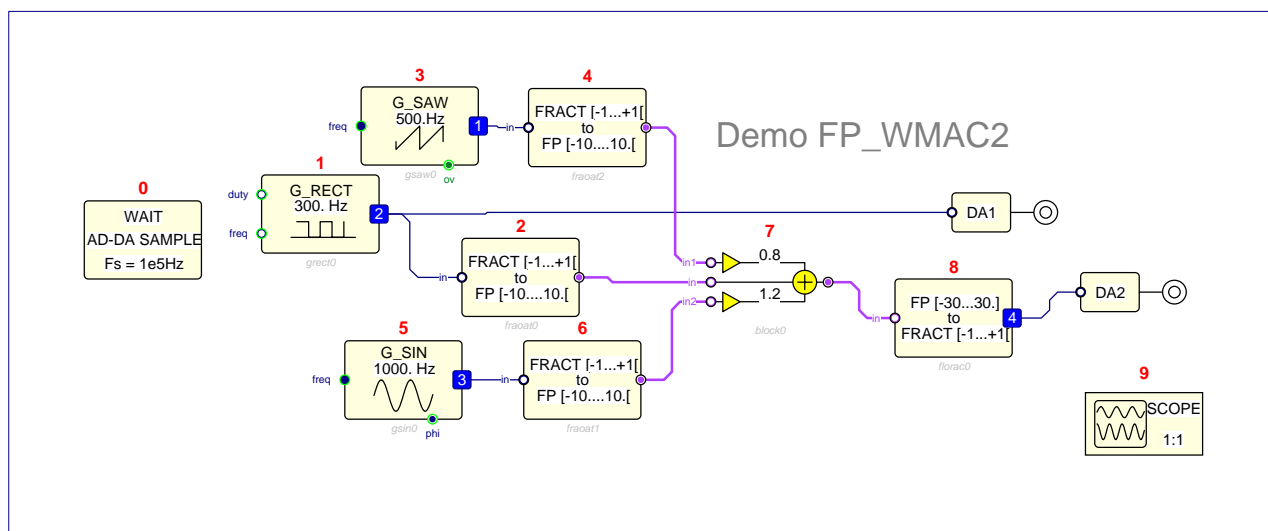 Demo FP_WMAC2
0
WAIT
AD-DA SAMPLE
Fs = 1e5Hz
1
duty
freq
G_RECT
300. Hz
2
grect0
3
freq
G_SAW
500.Hz
1
gsaw0
ov
4
in
FRACT [-1...+1[
to
FP [-10....10.[
fraoat2
2
in
FRACT [-1...+1[
to
FP [-10....10.[
fraoat0
5
freq
G_SIN
1000. Hz
3
gsin0
phi
6
in
FRACT [-1...+1[
to
FP [-10....10.[
fraoat1
7
in1
0.8
in
in2
1.2
block0
8
in
FP [-30...30.]
to
FRACT [-1...+1[
4
florac0
DA1
DA2
9
SCOPE
1:1